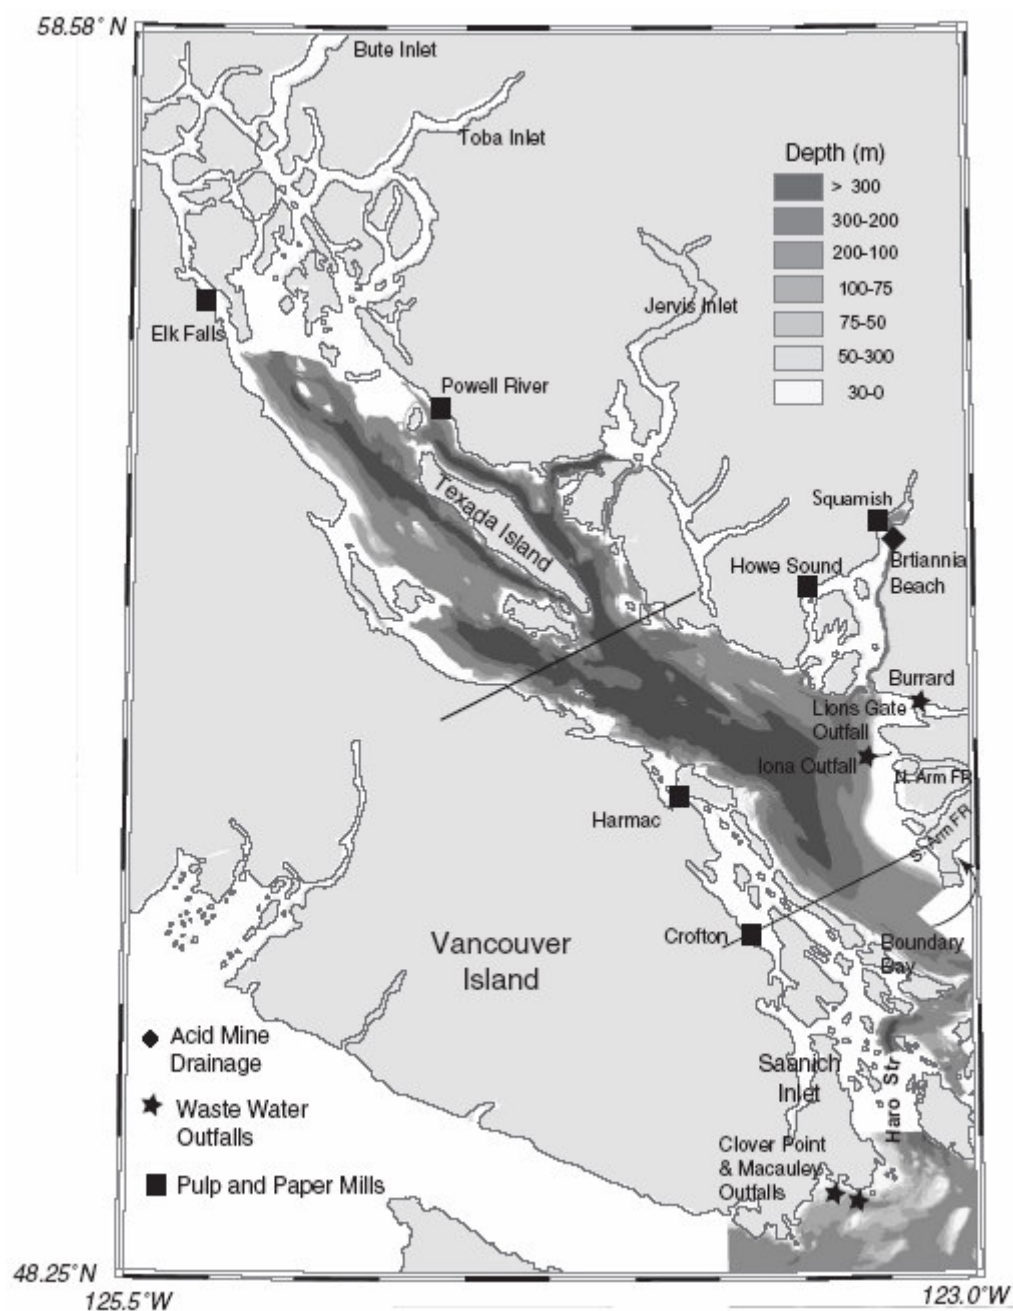 58.58° N
Bute Inlet
Toba Inlet
Depth (m)
> 300
300-200
200-100
100-75
75-50
50-300
30-0
Jervis Inlet
Elk Falls
Powell River
Texada Island
Squamish
Howe Sound
Brtiannia
Beach
Burrard
Lions Gate
Outfall
Iona Outfall
N. Arm FR
S. Arm FR
Harmac
Crofton
Vancouver
Island
Boundary
Bay
Acid Mine
Drainage
Saanich
Inlet
Haro Str
Waste Water
Outfalls
Clover Point
& Macauley
Outfalls
Pulp and Paper Mills
48.25°N
125.5°W
123.0°W